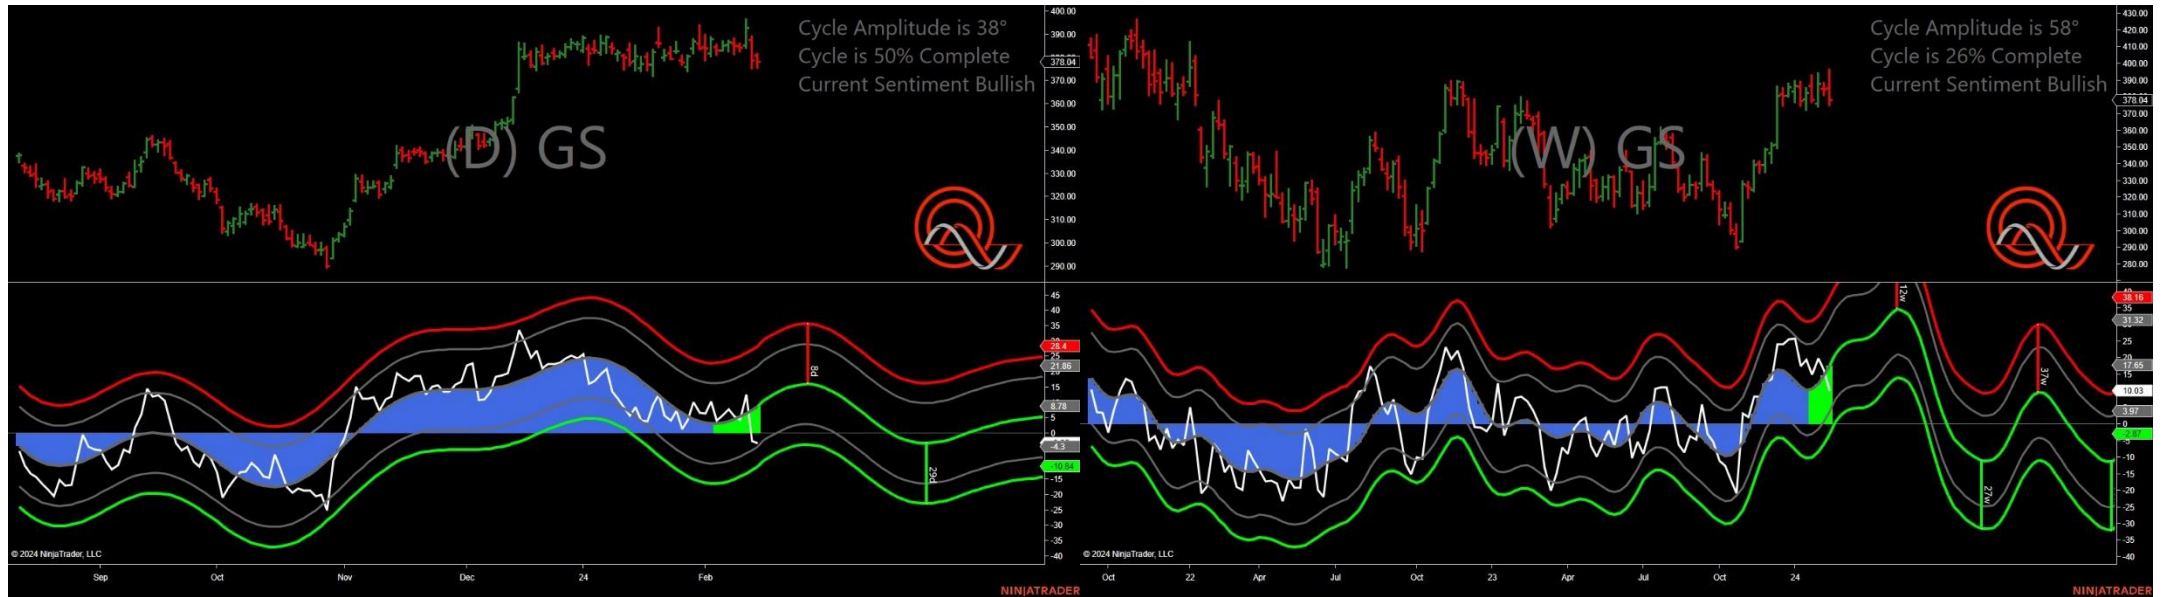 Cycle Amplitude is 38°
Cycle is 50% Complete
Current Sentiment Bullish
(D) GS
400.00
390.00
378.04
370.00
360.00
350.00
340.00
330.00
320.00
310.00
300.00
290.00
45
40
35
28.4
25
21.86
15
8.78
5
0
-4.3
-10.84
-15
-20
-25
-30
-35
-40
8d
29d
© 2024 NinjaTrader, LLC
Sep
Oct
Nov
Dec
24
Feb
NINJATRADER
Cycle Amplitude is 58°
Cycle is 26% Complete
Current Sentiment Bullish
(W) GS
430.00
420.00
410.00
400.00
390.00
378.04
370.00
360.00
350.00
340.00
330.00
320.00
310.00
300.00
290.00
280.00
38.16
35
31.32
25
20
17.65
15
10.03
3.97
0
-2.87
-10
-15
-20
-25
-30
-35
-40
12w
27w
37w
© 2024 NinjaTrader, LLC
Oct
22
Apr
Jul
Oct
23
Apr
Jul
Oct
24
NINJATRADER